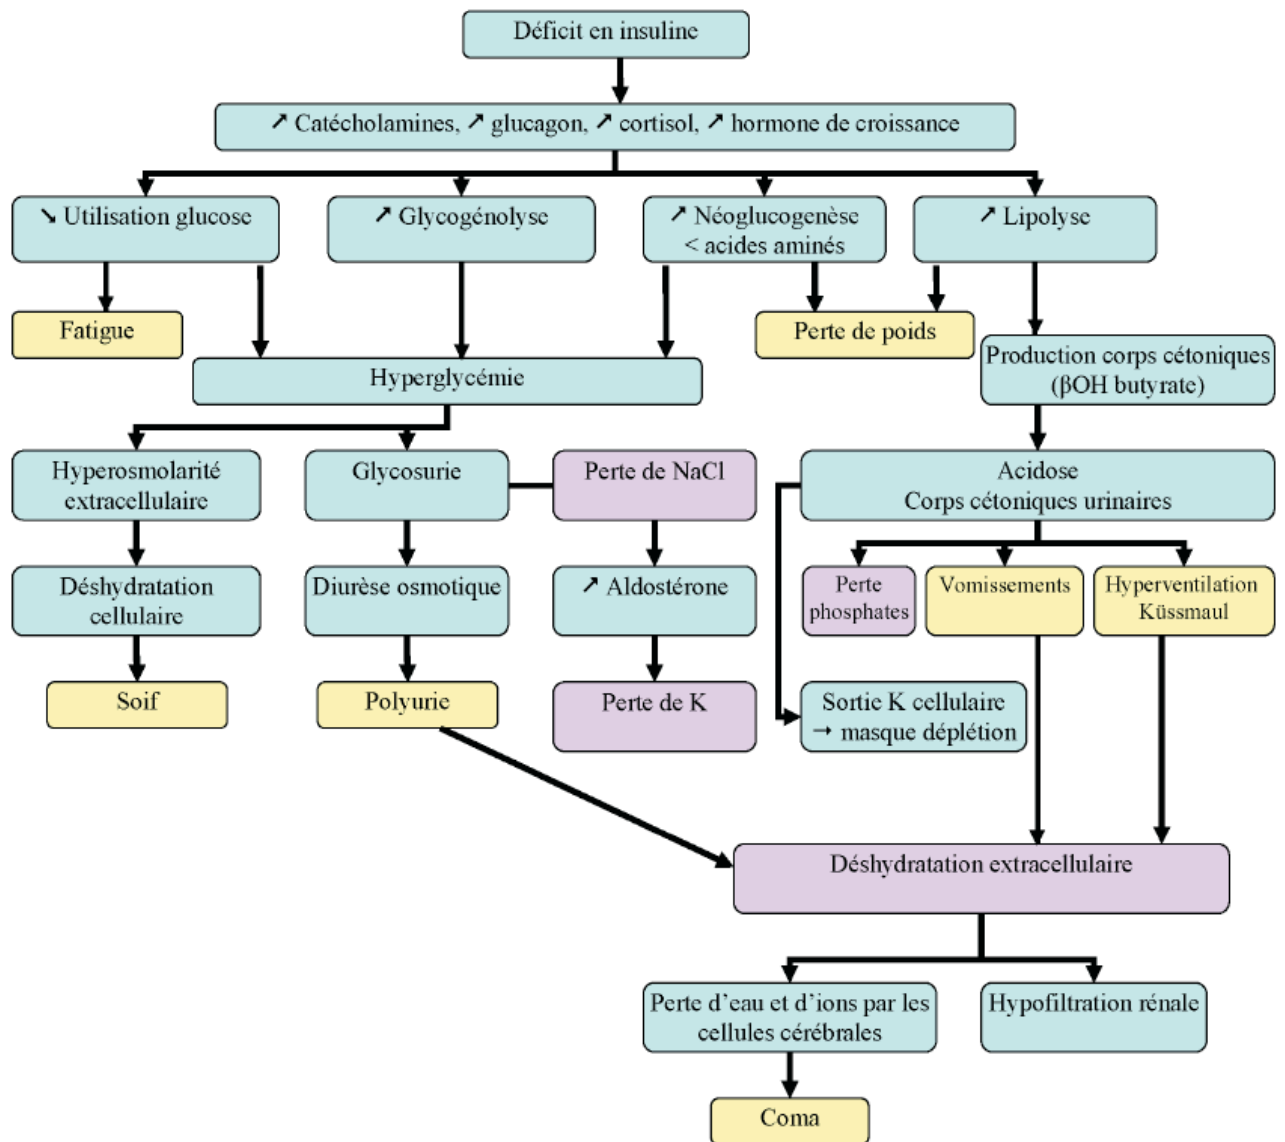 Déficit en insuline
↗ Catécholamines, ↗ glucagon, ↗ cortisol, ↗ hormone de croissance
↘ Utilisation glucose
↗ Glycogénolyse
↗ Néoglucogenèse
< acides aminés
↗ Lipolyse
Fatigue
Perte de poids
Production corps cétoniques
(βOH butyrate)
Hyperglycémie
Hyperosmolarité
extracellulaire
Glycosurie
Perte de NaCl
Acidose
Corps cétoniques urinaires
Déshydratation
cellulaire
Diurèse osmotique
↗ Aldostérone
Perte
phosphates
Vomissements
Hyperventilation
Küssmaul
Soif
Polyurie
Perte de K
Sortie K cellulaire
→ masque déplétion
Déshydratation extracellulaire
Perte d’eau et d’ions par les
cellules cérébrales
Hypofiltration rénale
Coma